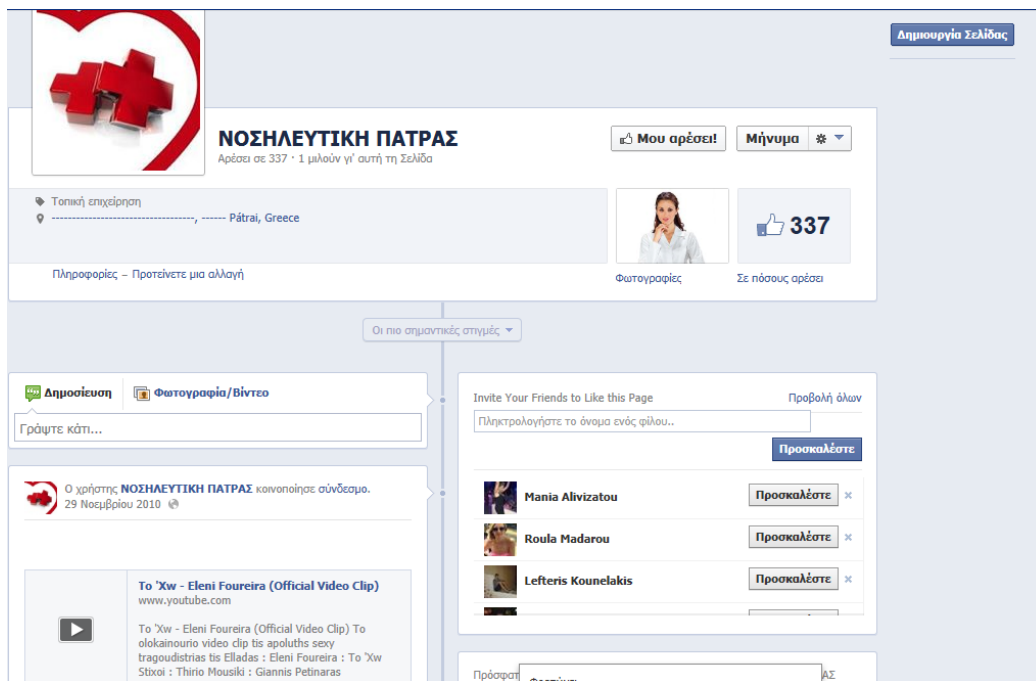 Δημιουργία Σελίδας
ΝΟΣΗΛΕΥΤΙΚΗ ΠΑΤΡΑΣ
Αρέσει σε 337 · 1 μιλούν γι' αυτή τη Σελίδα
Μου αρέσει!
Μήνυμα
Τοπική επιχείρηση
-----------------------------------, ------ Pátrai, Greece
337
Πληροφορίες – Προτείνετε μια αλλαγή
Φωτογραφίες
Σε πόσους αρέσει
Οι πιο σημαντικές στιγμές
Δημοσίευση
Φωτογραφία/Βίντεο
Γράψτε κάτι...
Ο χρήστης ΝΟΣΗΛΕΥΤΙΚΗ ΠΑΤΡΑΣ κοινοποίησε σύνδεσμο.
29 Νοεμβρίου 2010
To 'Xw - Eleni Foureira (Official Video Clip)
www.youtube.com
To 'Xw - Eleni Foureira (Official Video Clip) To
olokainourio video clip tis apoluths sexy
tragoudistrias tis Elladas : Eleni Foureira : To 'Xw
Stixoi : Thirio Mousiki : Giannis Petinaras
Invite Your Friends to Like this Page
Προβολή όλων
Πληκτρολογήστε το όνομα ενός φίλου..
Προσκαλέστε
Mania Alivizatou
Προσκαλέστε
Roula Madarou
Προσκαλέστε
Lefteris Kounelakis
Προσκαλέστε